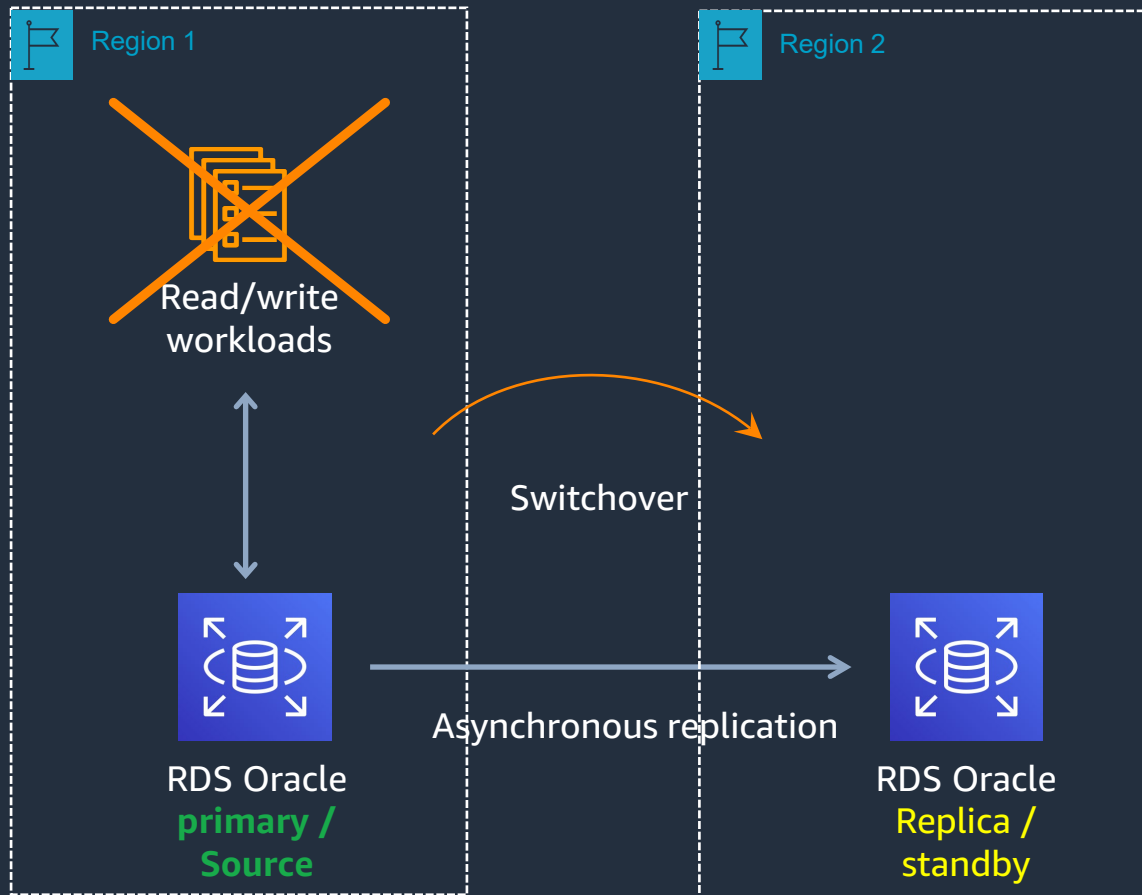 Region 1
Region 2
Read/write
workloads
Switchover
Asynchronous replication
RDS Oracle
primary /
Source
RDS Oracle
Replica /
standby